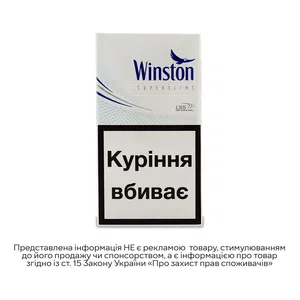 Winston
SUPERSLIMS
LSS
Куріння
вбиває
Представлена інформація НЕ є рекламою товару, стимулюванням
до його продажу чи спонсорством, а є інформацією про товар
згідно із ст. 15 Закону України «Про захист прав споживачів»